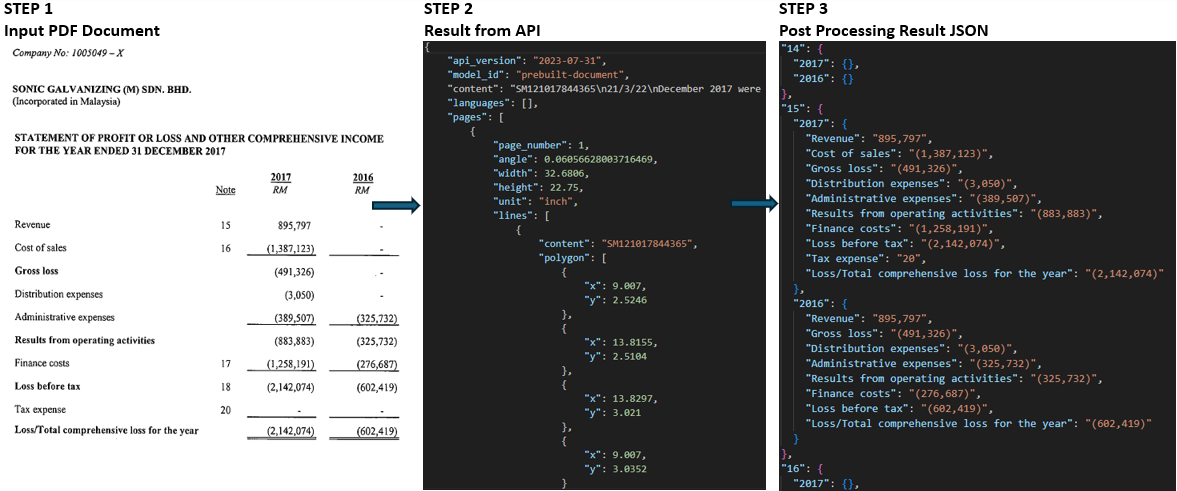 STEP 1
Input PDF Document
Company No: 1005049 – X
SONIC GALVANIZING (M) SDN. BHD.
(Incorporated in Malaysia)
STATEMENT OF PROFIT OR LOSS AND OTHER COMPREHENSIVE INCOME
FOR THE YEAR ENDED 31 DECEMBER 2017
2017 2016
Note RM RM
Revenue 15 895,797 -
Cost of sales 16 (1,387,123) -
Gross loss (491,326) . -
Distribution expenses (3,050) -
Administrative expenses (389,507) (325,732)
Results from operating activities (883,883) (325,732)
Finance costs 17 (1,258,191) (276,687)
Loss before tax 18 (2,142,074) (602,419)
Tax expense 20 - -
Loss/Total comprehensive loss for the year (2,142,074) (602,419)
STEP 2
Result from API
{
"api_version": "2023-07-31",
"model_id": "prebuilt-document",
"content": "SM121017844365\n21/3/22\nDecember 2017 were
"languages": [],
"pages": [
{
"page_number": 1,
"angle": 0.06056628003716469,
"width": 32.6806,
"height": 22.75,
"unit": "inch",
"lines": [
{
"content": "SM121017844365",
"polygon": [
{
"x": 9.007,
"y": 2.5246
},
{
"x": 13.8155,
"y": 2.5104
},
{
"x": 13.8297,
"y": 3.021
},
{
"x": 9.007,
"y": 3.0352
}
STEP 3
Post Processing Result JSON
"14": {
"2017": {},
"2016": {}
},
"15": {
"2017": {
"Revenue": "895,797",
"Cost of sales": "(1,387,123)",
"Gross loss": "(491,326)",
"Distribution expenses": "(3,050)",
"Administrative expenses": "(389,507)",
"Results from operating activities": "(883,883)",
"Finance costs": "(1,258,191)",
"Loss before tax": "(2,142,074)",
"Tax expense": "20",
"Loss/Total comprehensive loss for the year": "(2,142,074)"
},
"2016": {
"Revenue": "895,797",
"Gross loss": "(491,326)",
"Distribution expenses": "(3,050)",
"Administrative expenses": "(325,732)",
"Results from operating activities": "(325,732)",
"Finance costs": "(276,687)",
"Loss before tax": "(602,419)",
"Loss/Total comprehensive loss for the year": "(602,419)"
}
},
"16": {
"2017": {},